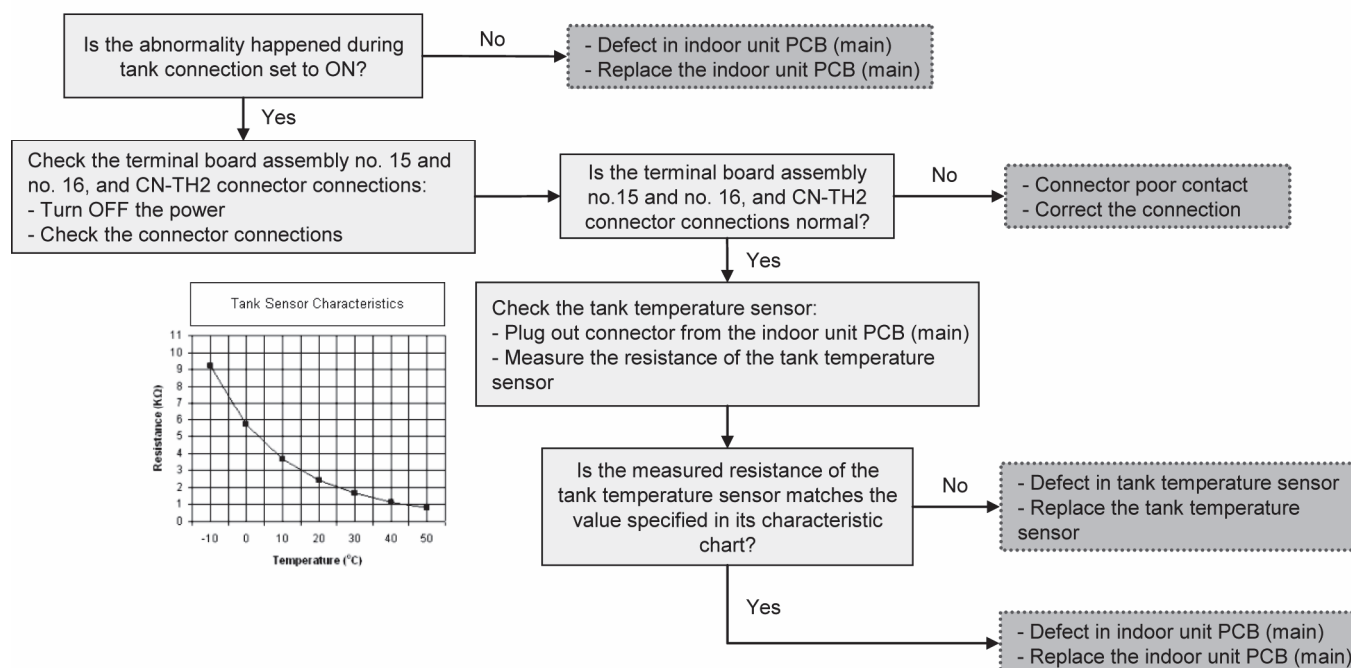 Is the abnormality happened during
tank connection set to ON?
No
- Defect in indoor unit PCB (main)
- Replace the indoor unit PCB (main)
Yes
Check the terminal board assembly no. 15 and
no. 16, and CN-TH2 connector connections:
- Turn OFF the power
- Check the connector connections
Is the terminal board assembly
no.15 and no. 16, and CN-TH2
connector connections normal?
No
- Connector poor contact
- Correct the connection
Yes
Check the tank temperature sensor:
- Plug out connector from the indoor unit PCB (main)
- Measure the resistance of the tank temperature
sensor
Tank Sensor Characteristics
Resistance (KΩ)
11
10
9
8
7
6
5
4
3
2
1
0
-10 0 10 20 30 40 50
Temperature (°C)
Is the measured resistance of the
tank temperature sensor matches the
value specified in its characteristic
chart?
No
- Defect in tank temperature sensor
- Replace the tank temperature
sensor
Yes
- Defect in indoor unit PCB (main)
- Replace the indoor unit PCB (main)